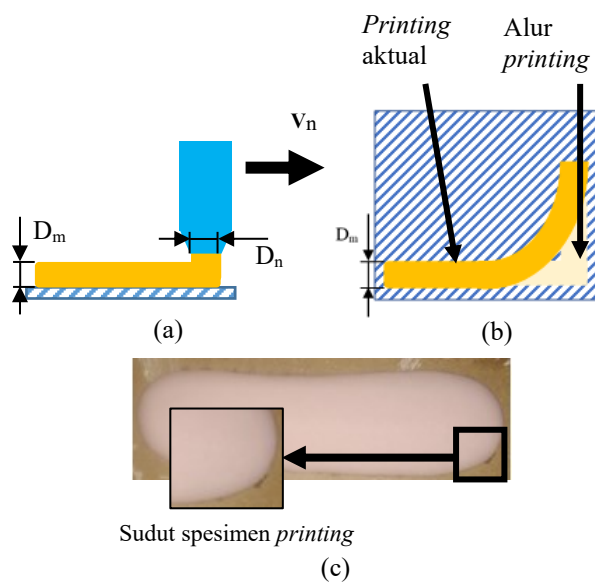 Printing
aktual
Alur
printing
Vn
Dm
Dn
Dm
(a)
(b)
Sudut spesimen printing
(c)